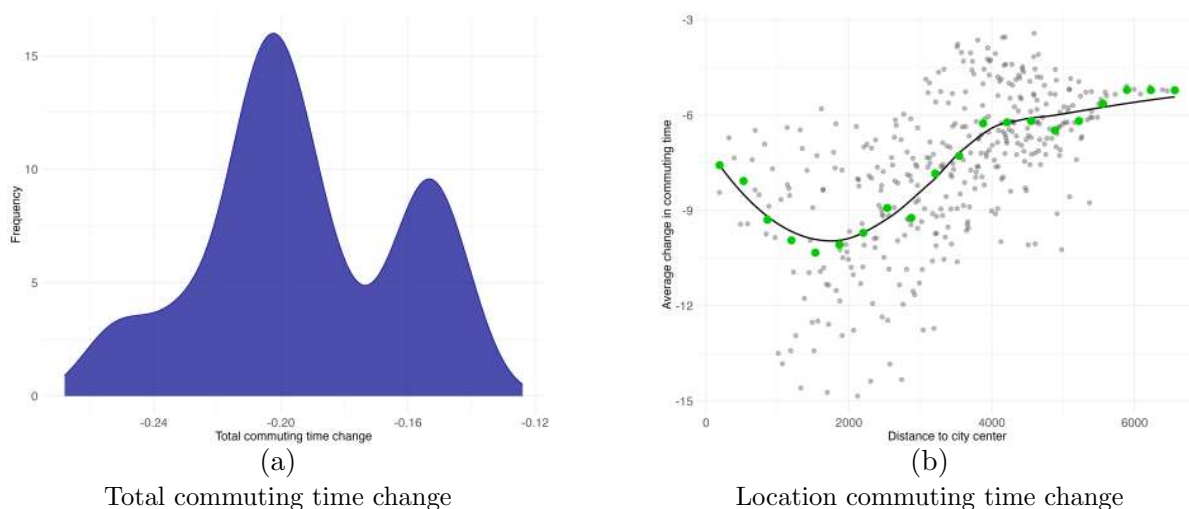 15
10
5
0
Frequency
-0.24
-0.20
-0.16
-0.12
Total commuting time change
(a)
Total commuting time change
-3
-6
-9
-12
-15
Average change in commuting time
0
2000
4000
6000
Distance to city center
(b)
Location commuting time change